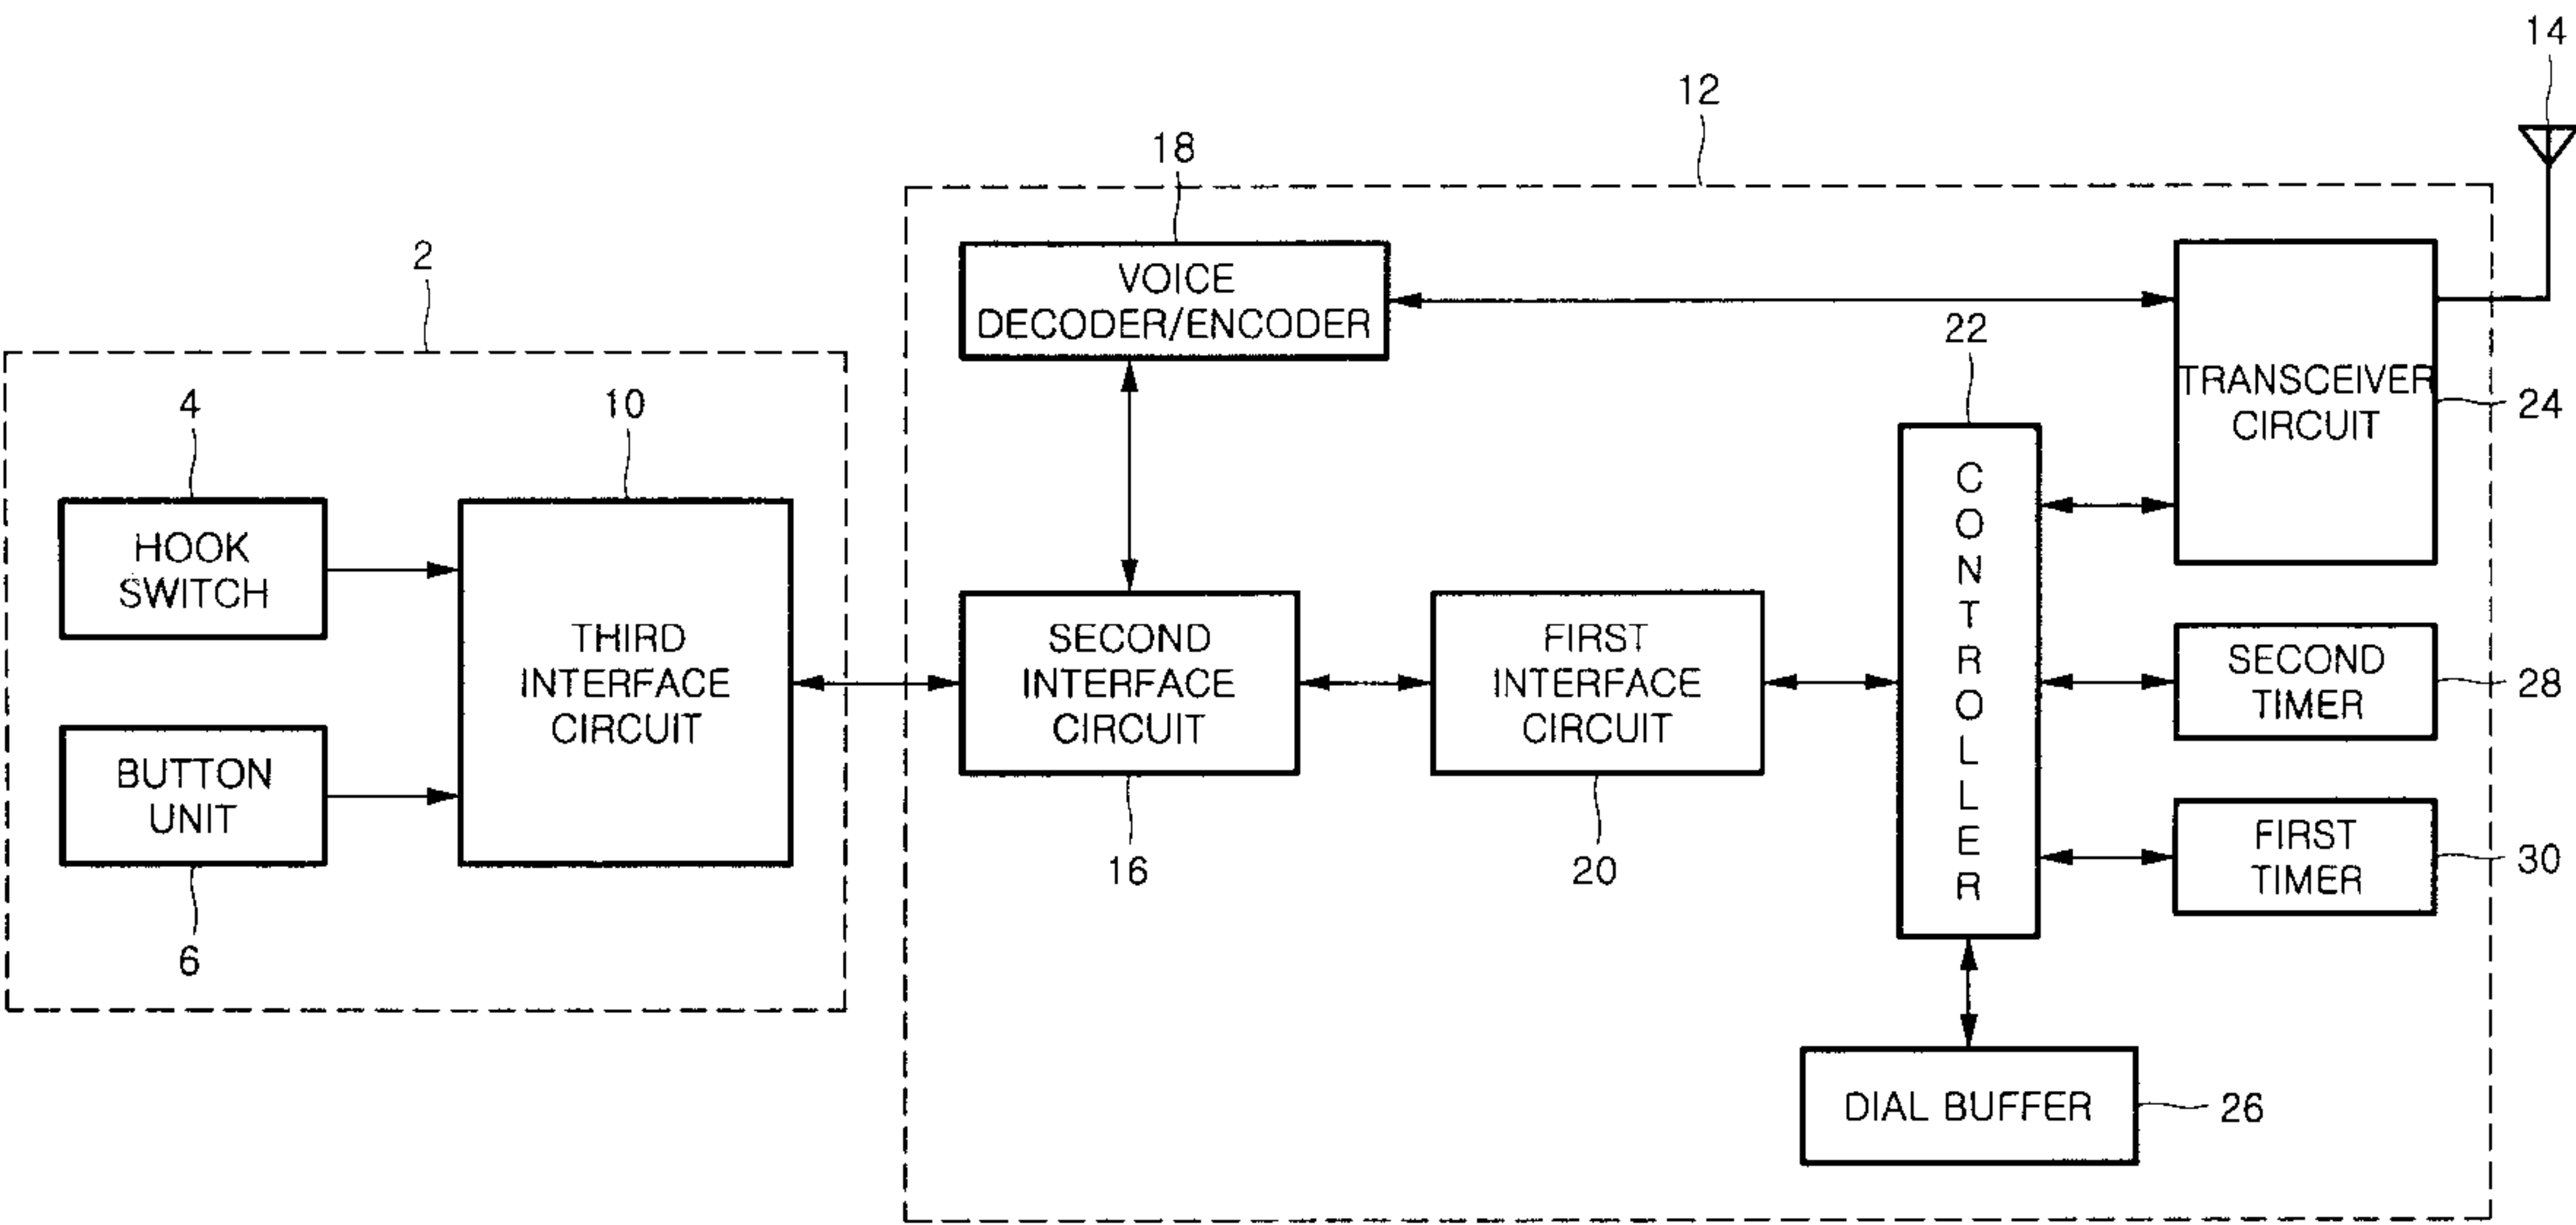 14
12
18
2
VOICE
DECODER/ENCODER
22
TRANSCEIVER
CIRCUIT
24
4
10
HOOK
SWITCH
THIRD
INTERFACE
CIRCUIT
SECOND
INTERFACE
CIRCUIT
FIRST
INTERFACE
CIRCUIT
CONTROLLER
SECOND
TIMER
28
BUTTON
UNIT
FIRST
TIMER
30
16
20
6
DIAL BUFFER
26